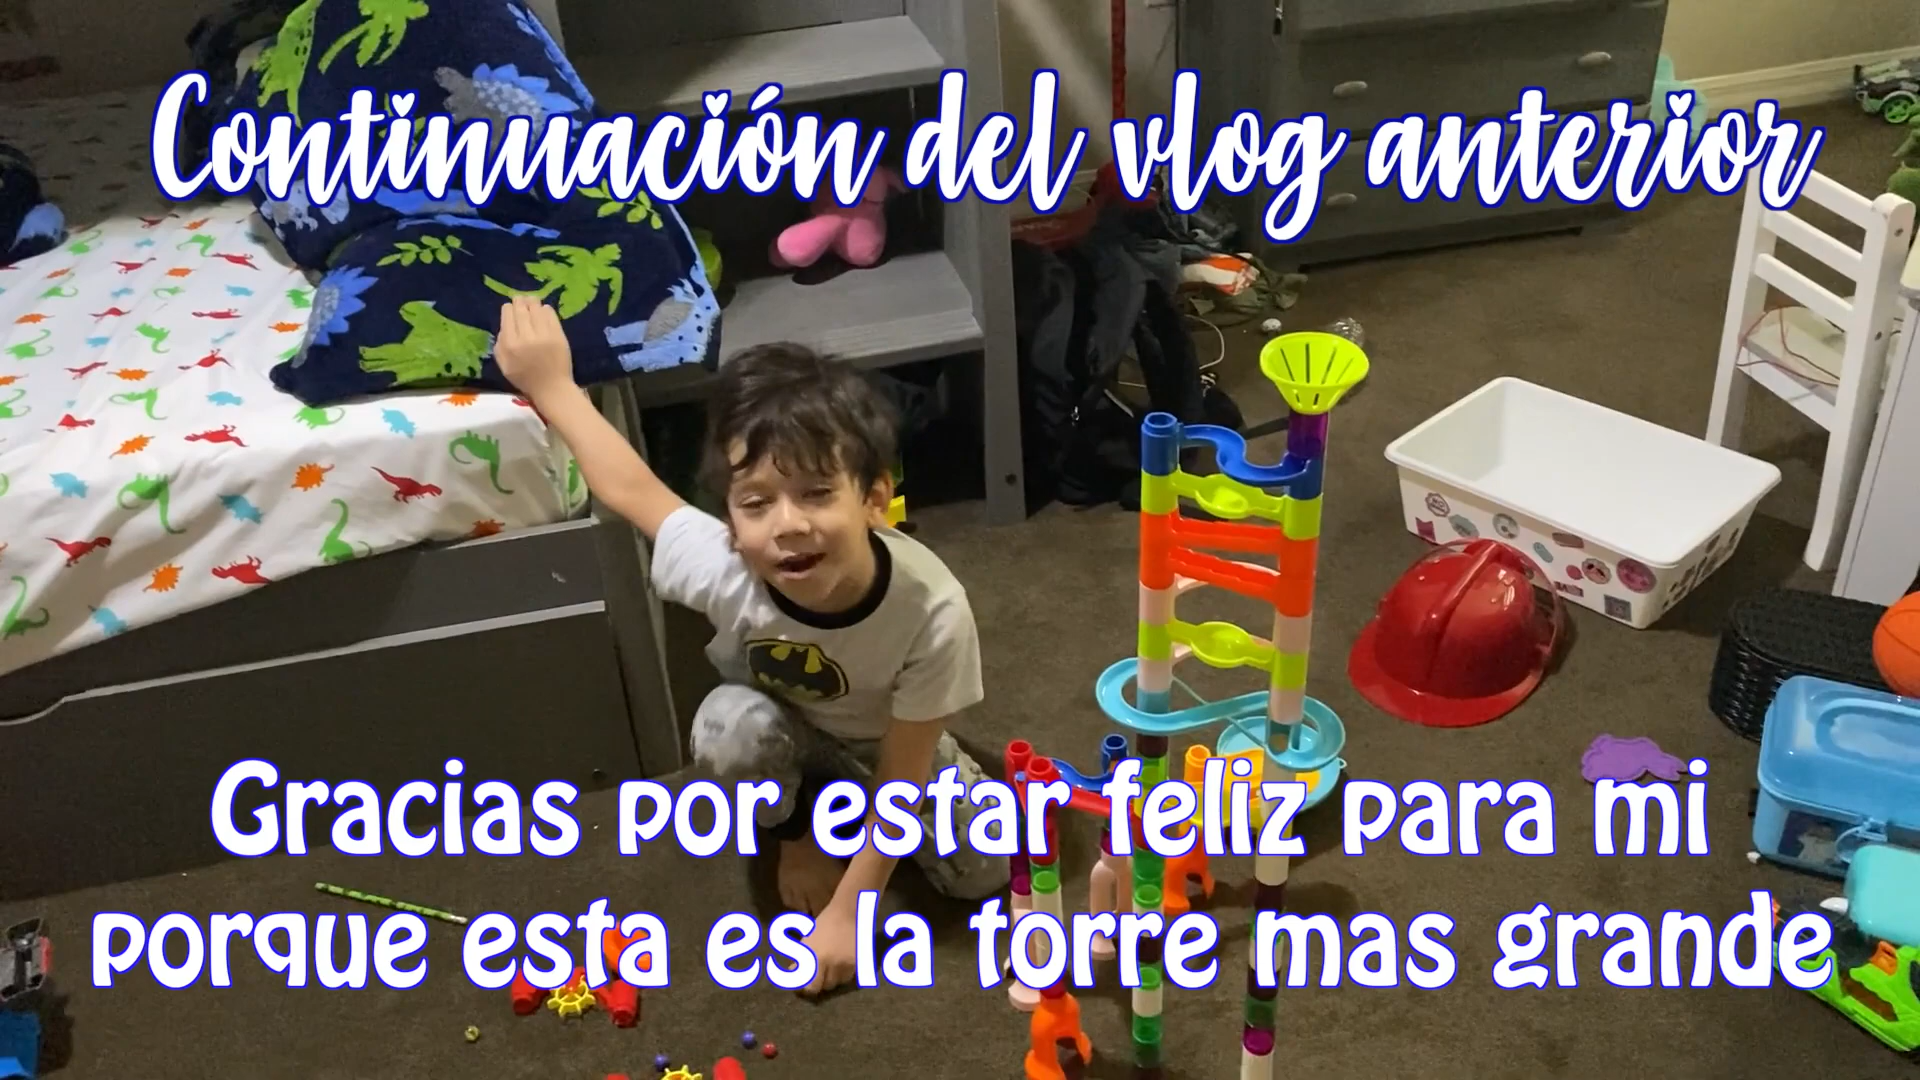 Continuación del vlog anterior
Gracias por estar feliz para mi
porque esta es la torre mas grande